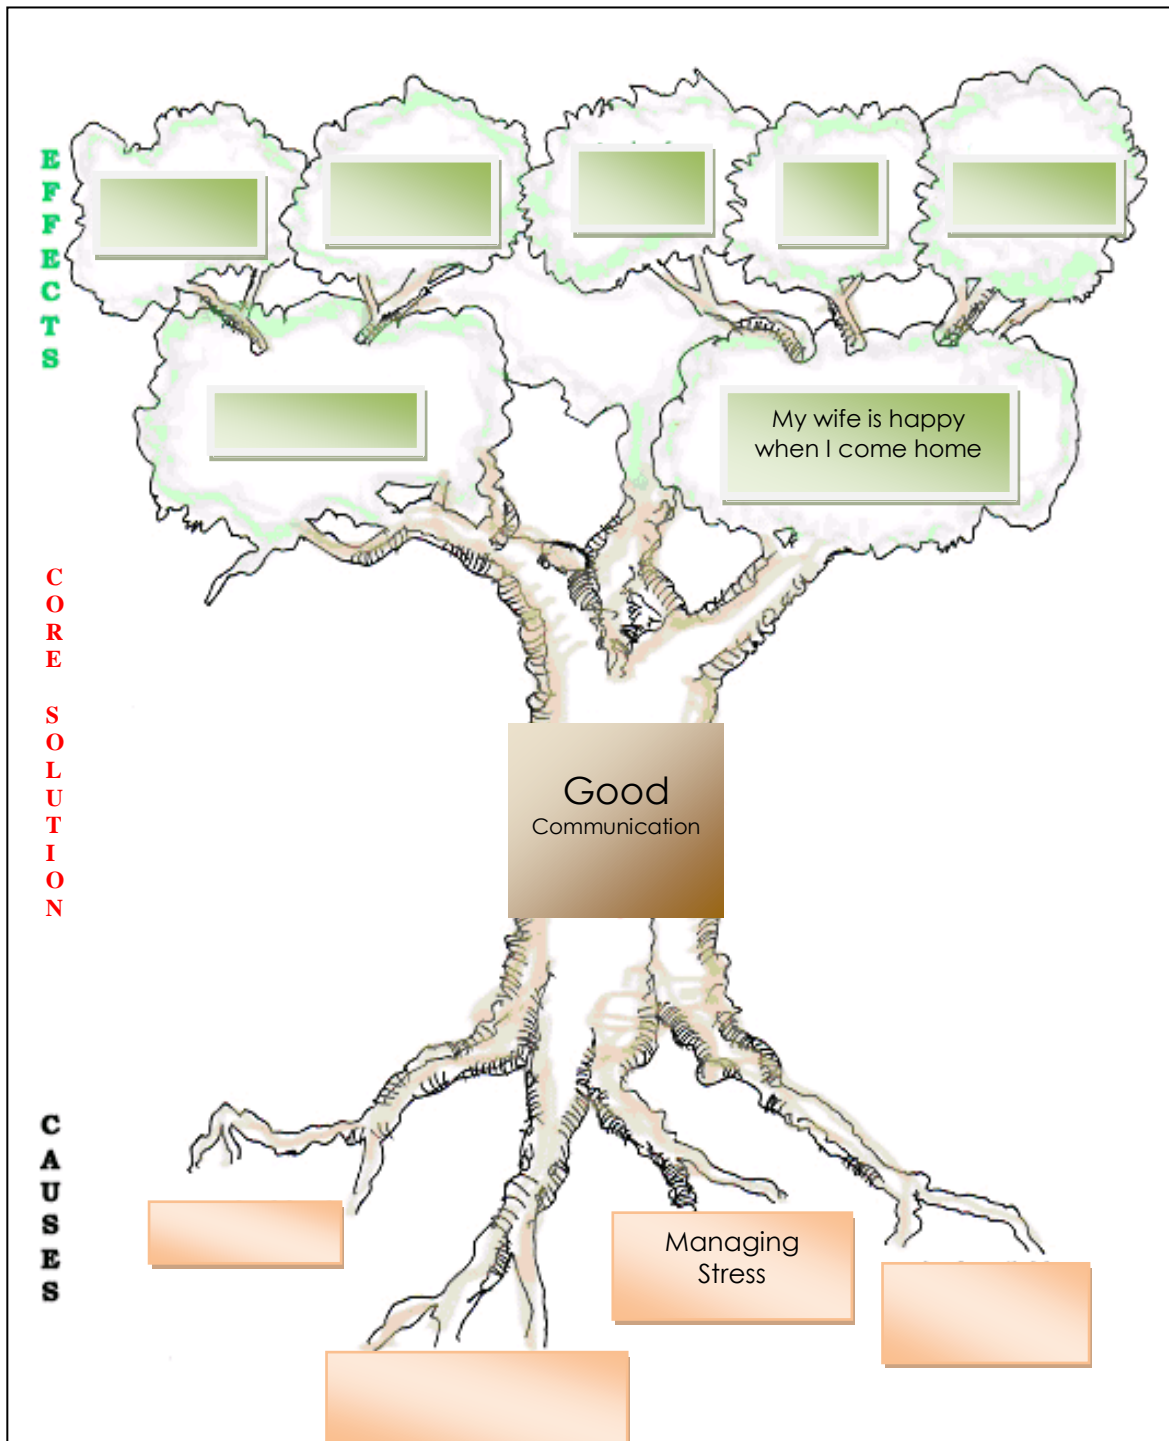 EFFECTS
My wife is happy
when I come home
CORE SOLUTION
Good
Communication
CAUSES
Managing
Stress